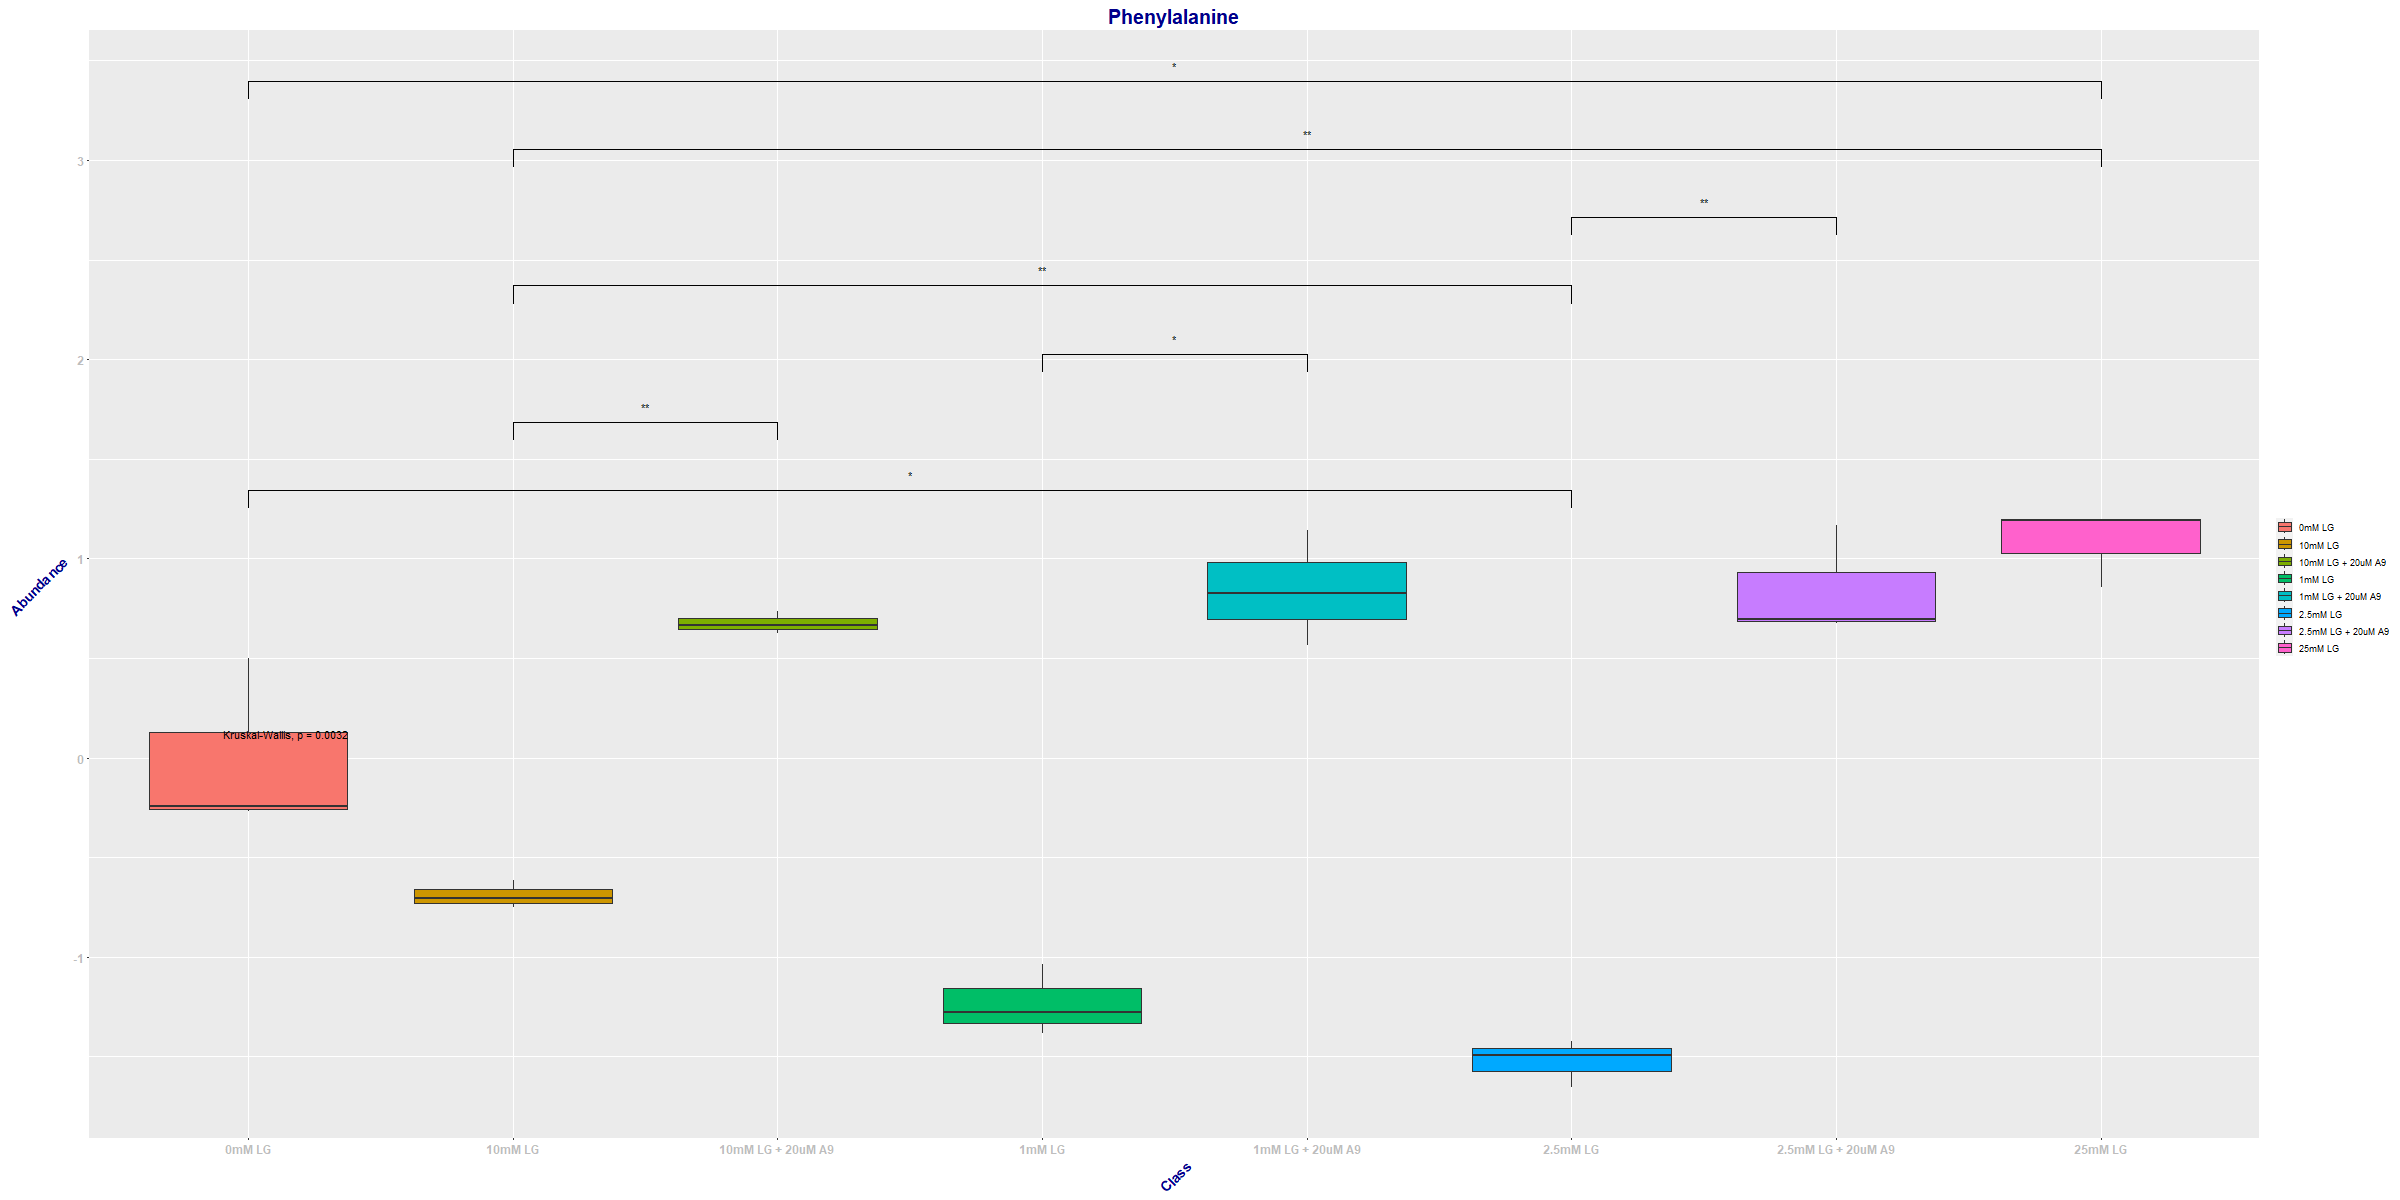 Phenylalanine
*
**
3
**
**
2
*
**
*
1
Abundance
Kruskal-Wallis, p = 0.0032
0
-1
0mM LG
10mM LG
10mM LG + 20uM A9
1mM LG
1mM LG + 20uM A9
2.5mM LG
2.5mM LG + 20uM A9
25mM LG
Class
0mM LG
10mM LG
10mM LG + 20uM A9
1mM LG
1mM LG + 20uM A9
2.5mM LG
2.5mM LG + 20uM A9
25mM LG